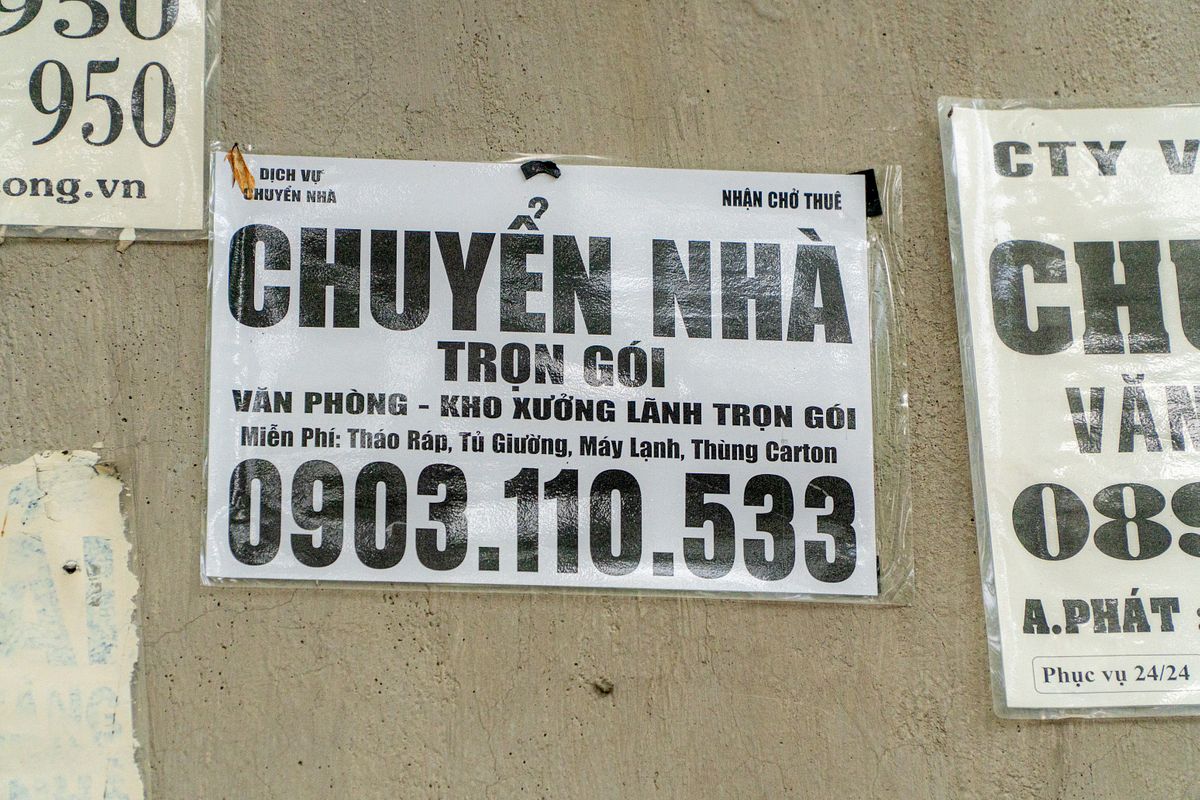 950
ong.vn
DỊCH VỤ
CHUYỂN NHÀ
NHẬN CHỞ THUÊ
CHUYỂN NHÀ
TRỌN GÓI
VĂN PHÒNG - KHO XƯỞNG LÃNH TRỌN GÓI
Miễn Phí: Tháo Ráp, Tủ Giường, Máy Lạnh, Thùng Carton
0903.110.533
CTY V
CHU
VĂN
089
A.PHÁT
Phục vụ 24/24